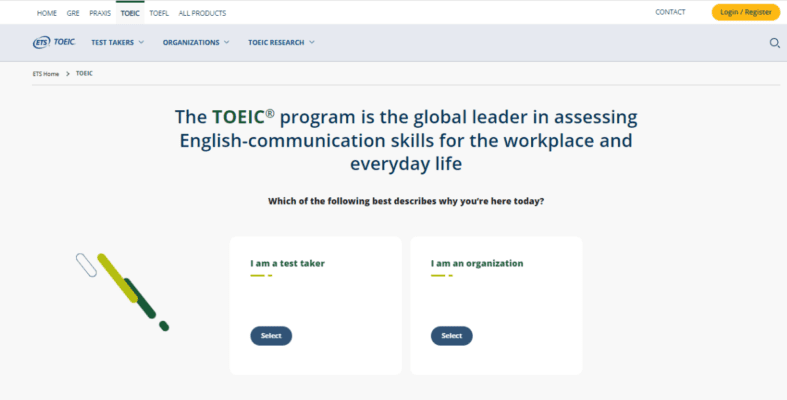 HOME GRE PRAXIS TOEIC TOEFL ALL PRODUCTS CONTACT Login / Register
ETS TOEIC. TEST TAKERS ORGANIZATIONS TOEIC RESEARCH
ETS Home > TOEIC
The TOEIC® program is the global leader in assessing
English-communication skills for the workplace and
everyday life
Which of the following best describes why you're here today?
I am a test taker I am an organization
Select Select